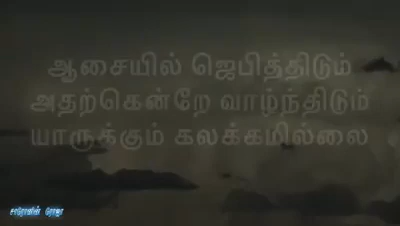 ஆசையில் ஜெபித்திடும்
அதற்கென்றே வாழ்ந்திடும்
யாருக்கும் கலக்கமில்லை
சாரோனின் ரோஜா